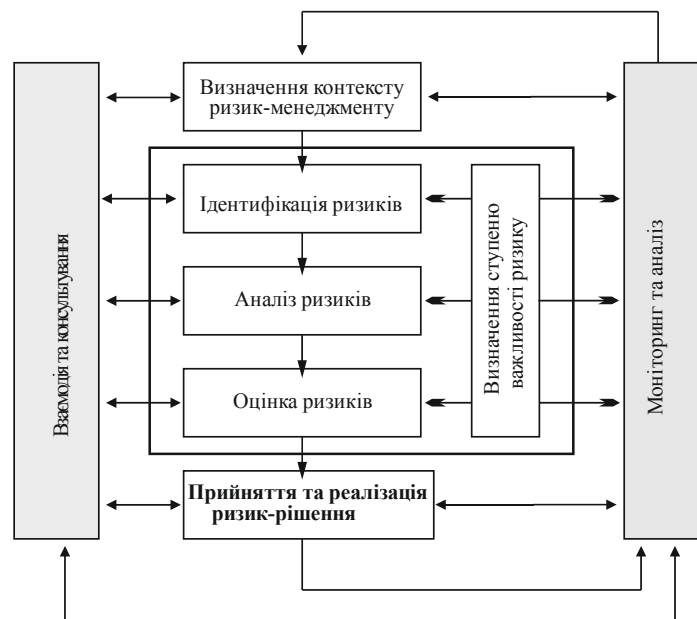 Визначення контексту
ризик-менеджменту
Взаємодія та консультування
Ідентифікація ризиків
Визначення ступеню
важливості ризику
Моніторинг та аналіз
Аналіз ризиків
Оцінка ризиків
Прийняття та реалізація
ризик-рішення